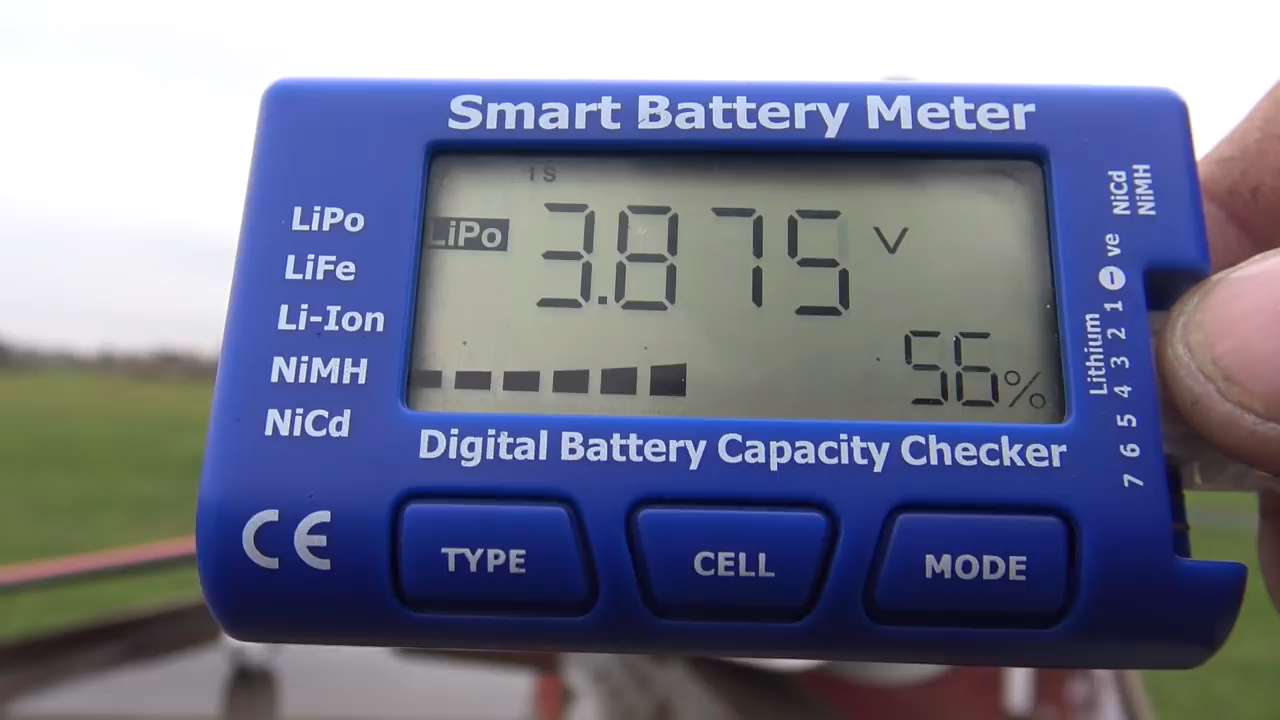 Smart Battery Meter
1 S
LiPo 3.875 V
56%
LiPo
LiFe
Li-Ion
NiMH
NiCd
NiCd
NiMH
-ve
Lithium
1 2 3 4 5 6 7
Digital Battery Capacity Checker
CE
TYPE CELL MODE